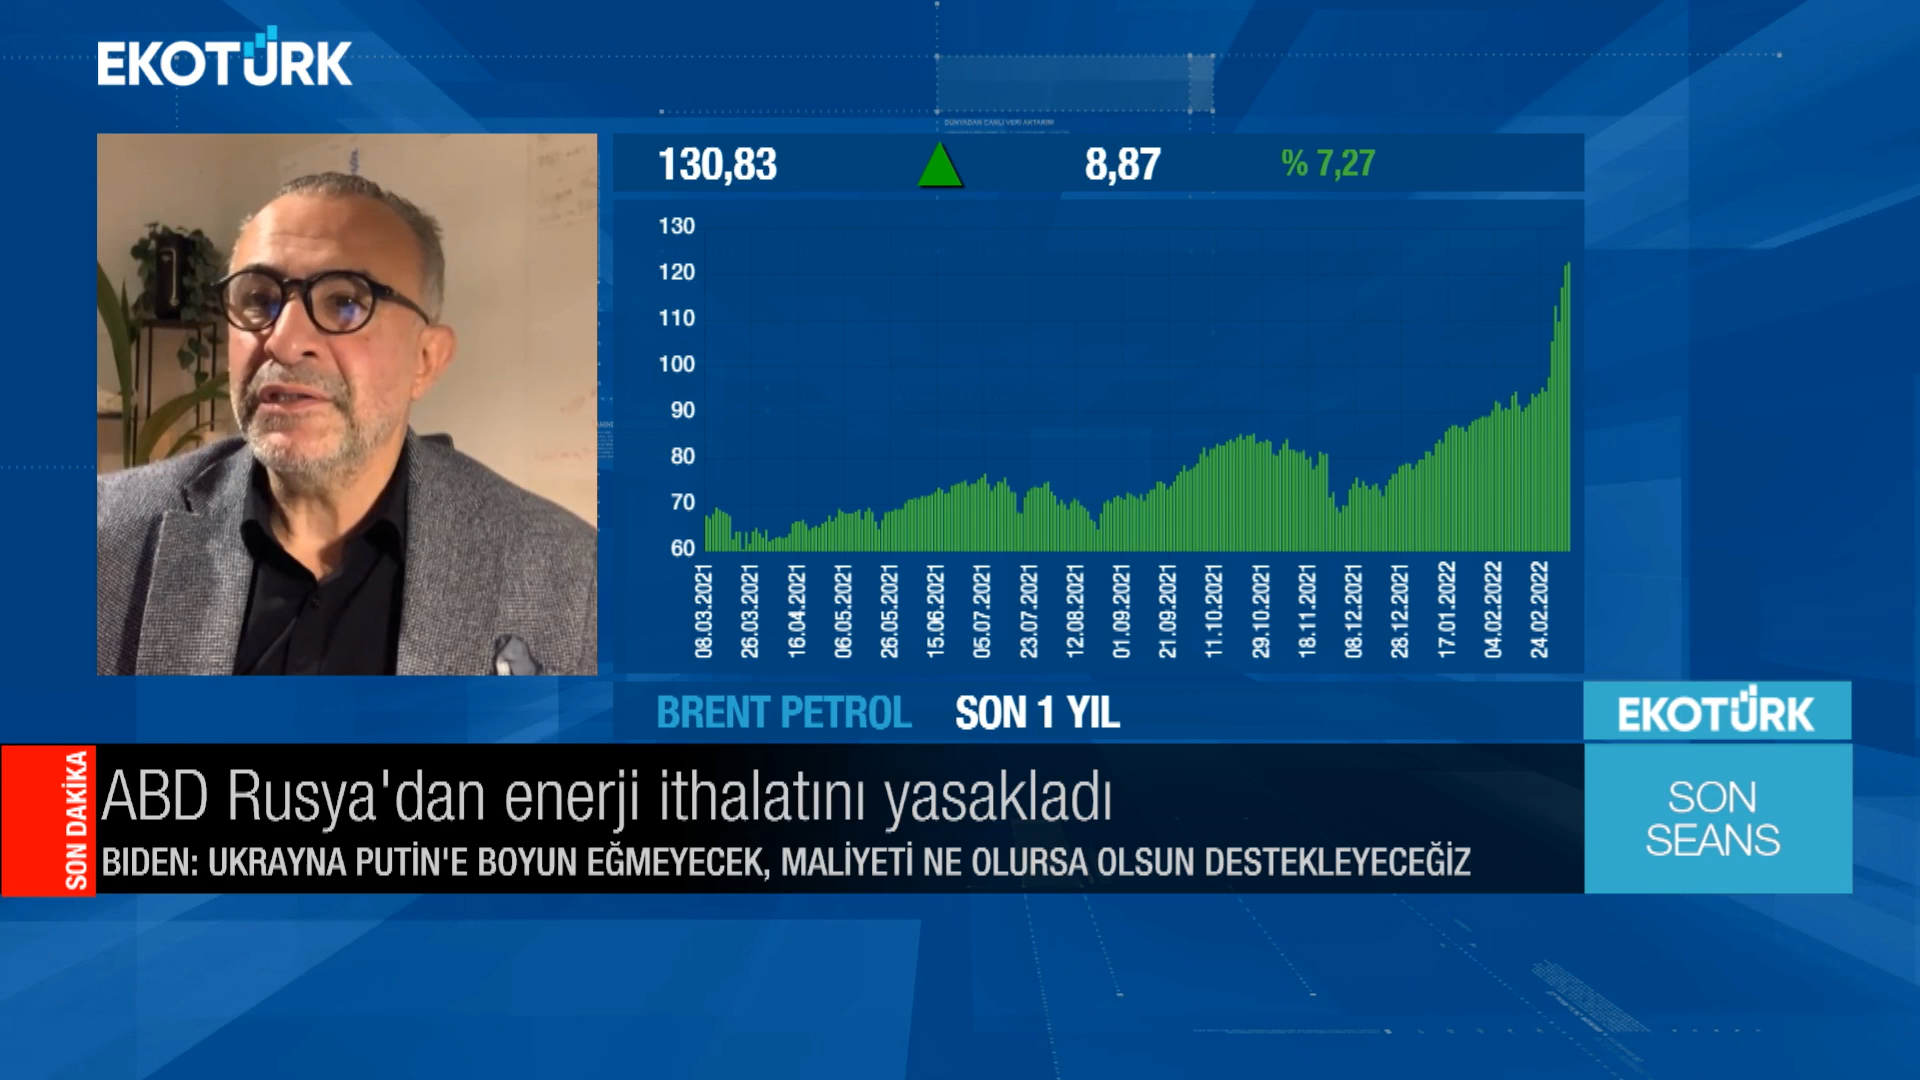 EKOTÜRK
DÜNYADAN CANLI VERİ AKTARIMI
130,83 8,87 % 7,27
130
120
110
100
90
80
70
60
08.03.2021 26.03.2021 16.04.2021 06.05.2021 26.05.2021 15.06.2021 05.07.2021 23.07.2021 12.08.2021 01.09.2021 21.09.2021 11.10.2021 29.10.2021 18.11.2021 08.12.2021 28.12.2021 17.01.2022 04.02.2022 24.02.2022
BRENT PETROL SON 1 YIL
EKOTÜRK
SON DAKİKA
ABD Rusya'dan enerji ithalatını yasakladı
BIDEN: UKRAYNA PUTİN'E BOYUN EĞMEYECEK, MALİYETİ NE OLURSA OLSUN DESTEKLEYECEĞİZ
SON
SEANS